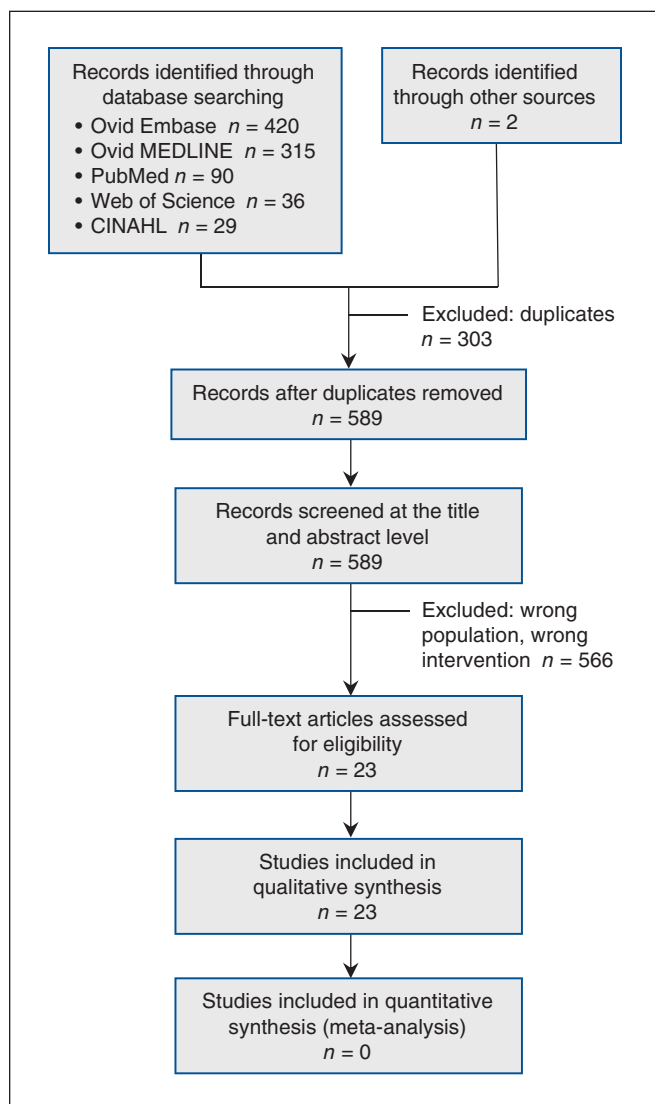 Records identified through
database searching
• Ovid Embase n = 420
• Ovid MEDLINE n = 315
• PubMed n = 90
• Web of Science n = 36
• CINAHL n = 29
Records identified
through other sources
n = 2
Excluded: duplicates
n = 303
Records after duplicates removed
n = 589
Records screened at the title
and abstract level
n = 589
Excluded: wrong
population, wrong
intervention n = 566
Full-text articles assessed
for eligibility
n = 23
Studies included in
qualitative synthesis
n = 23
Studies included in quantitative
synthesis (meta-analysis)
n = 0